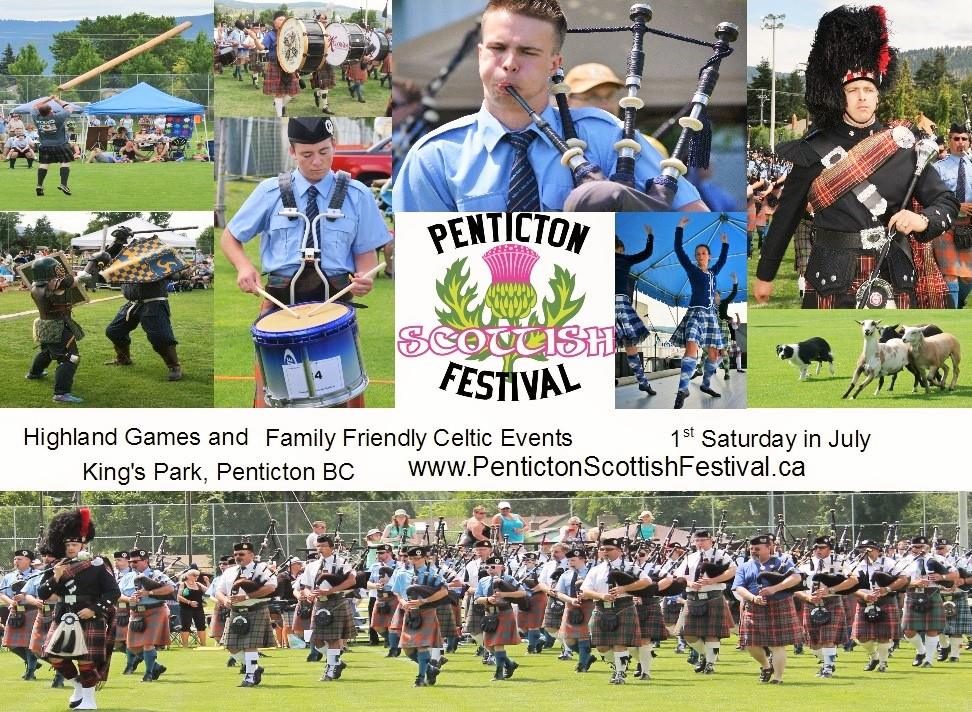 PENTICTON
SCOTTISH
FESTIVAL
4
Highland Games and Family Friendly Celtic Events
1st Saturday in July
King's Park, Penticton BC
www.PentictonScottishFestival.ca